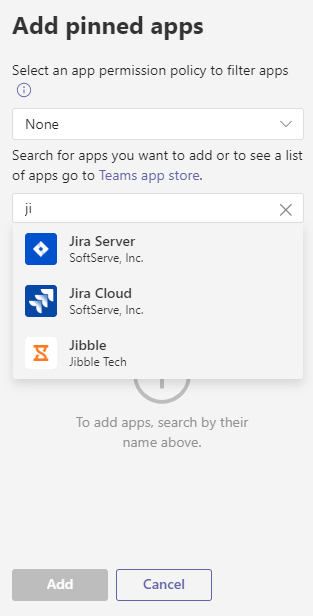 Add pinned apps
Select an app permission policy to filter apps
None
Search for apps you want to add or to see a list
of apps go to Teams app store.
ji
Jira Server
SoftServe, Inc.
Jira Cloud
SoftServe, Inc.
Jibble
Jibble Tech
To add apps, search by their
name above.
Add
Cancel